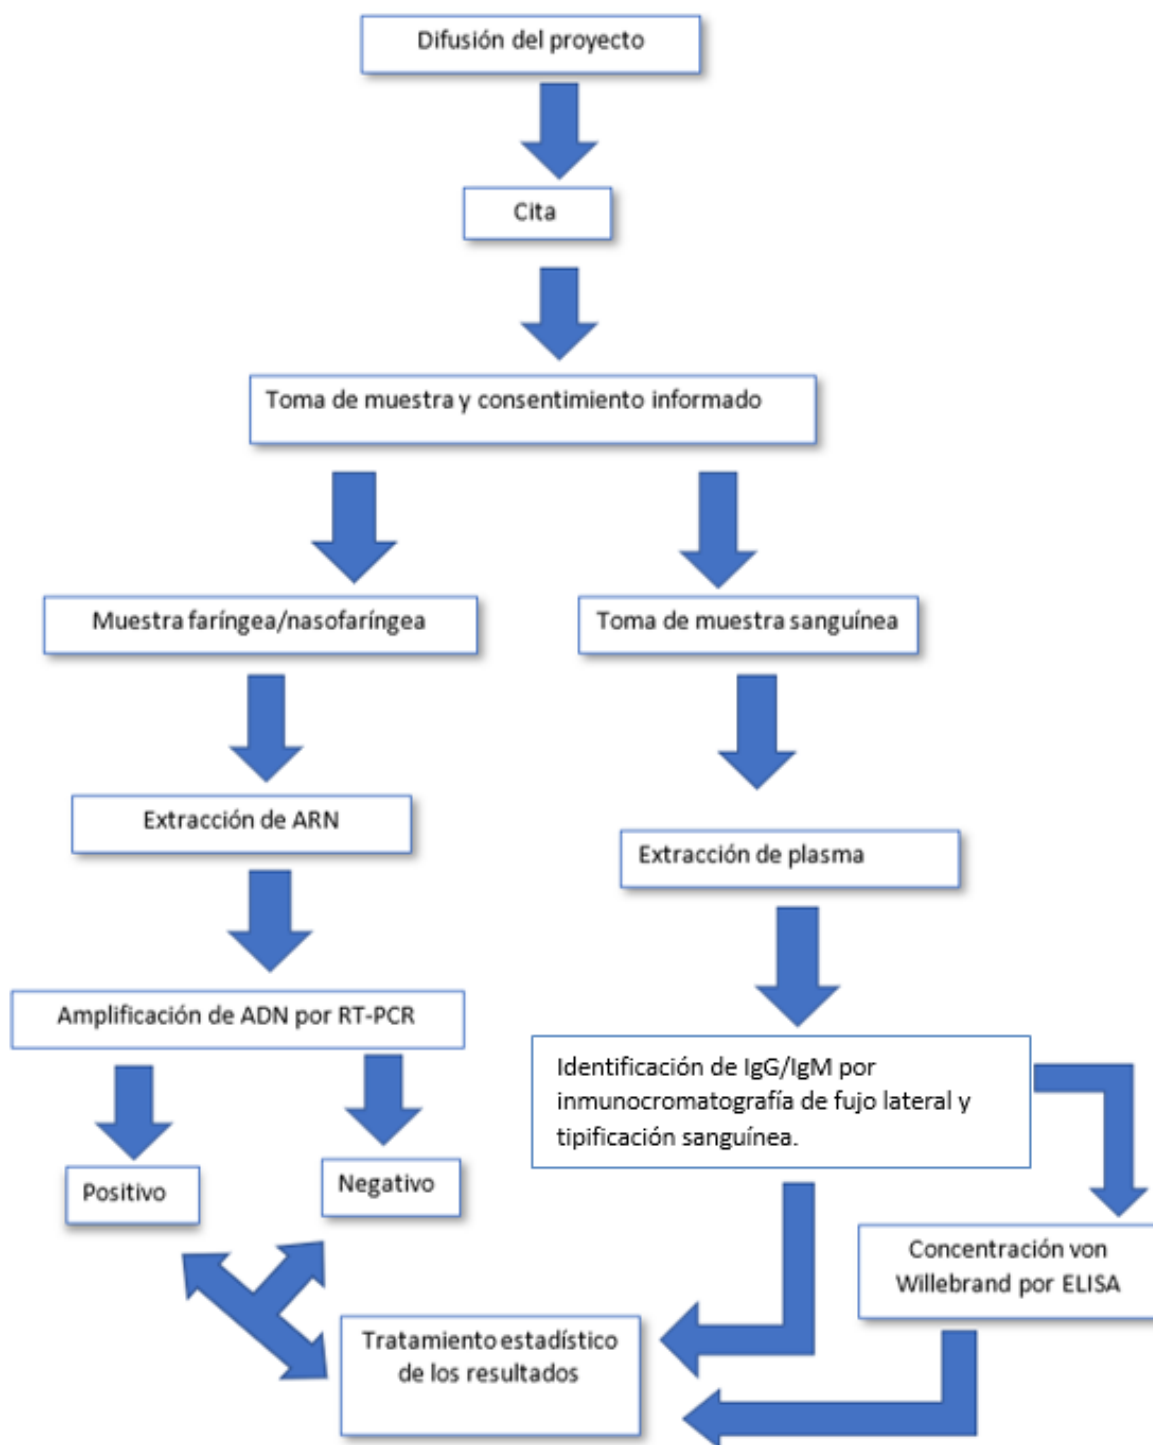 Difusión del proyecto
Cita
Toma de muestra y consentimiento informado
Muestra faríngea/nasofaríngea
Toma de muestra sanguínea
Extracción de ARN
Extracción de plasma
Amplificación de ADN por RT-PCR
Identificación de IgG/IgM por
inmunocromatografía de fujo lateral y
tipificación sanguínea.
Positivo
Negativo
Concentración von
Willebrand por ELISA
Tratamiento estadístico
de los resultados